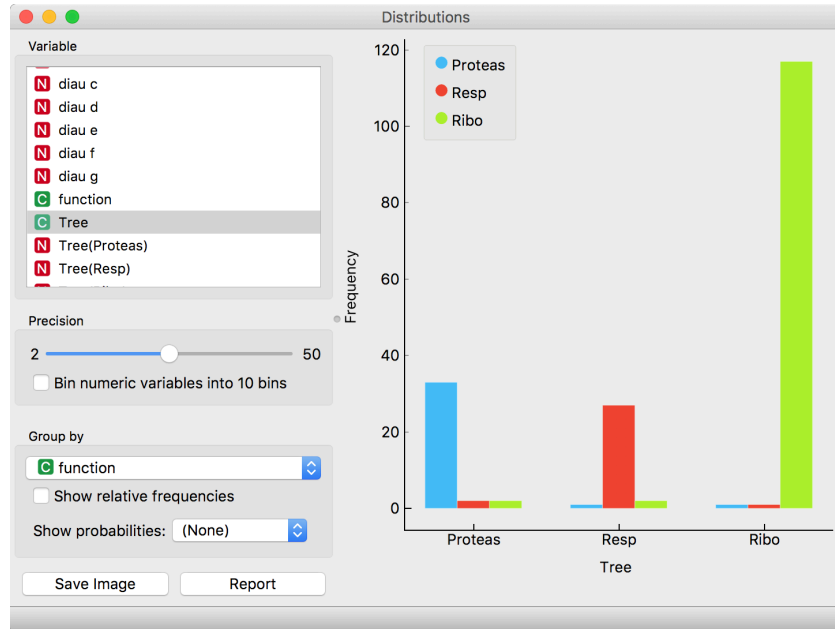 Distributions
Variable
N diau c
N diau d
N diau e
N diau f
N diau g
C function
C Tree
N Tree(Proteas)
N Tree(Resp)
Precision
2 50
Bin numeric variables into 10 bins
Group by
C function
Show relative frequencies
Show probabilities: (None)
Save Image Report
120
100
80
60
40
20
0
Frequency
Proteas
Resp
Ribo
Proteas Resp Ribo
Tree